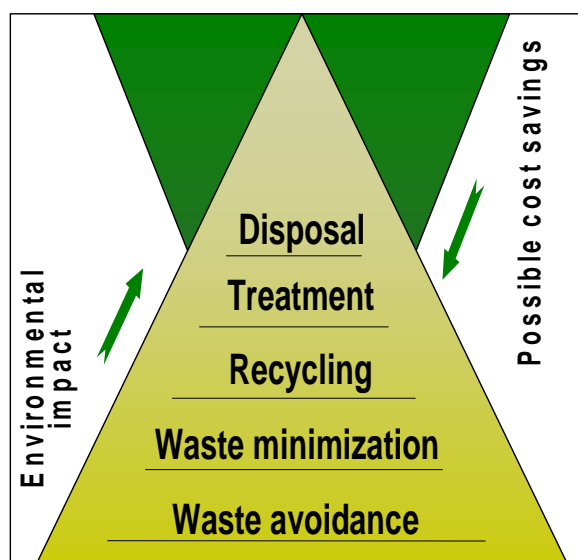 Disposal
Treatment
Recycling
Waste minimization
Waste avoidance
Environmental
impact
Possible cost savings